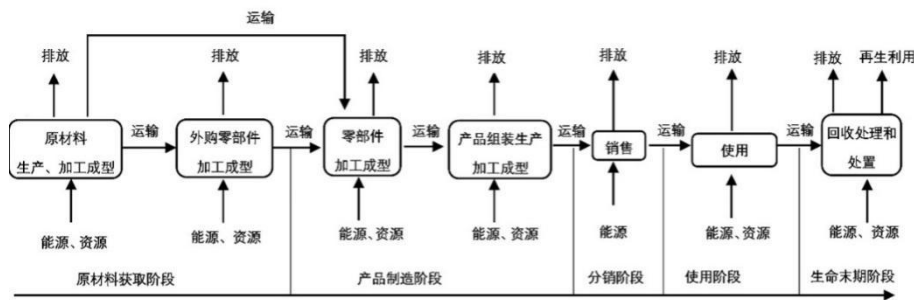 运输
排放
排放
排放
排放
排放
排放
排放
再生利用
原材料
生产、加工成型
运输
外购零部件
加工成型
运输
零部件
加工成型
运输
产品组装生产
加工成型
运输
销售
运输
使用
运输
回收处理和
处置
能源、资源
能源、资源
能源、资源
能源、资源
能源
能源、资源
能源、资源
原材料获取阶段
产品制造阶段
分销阶段
使用阶段
生命末期阶段